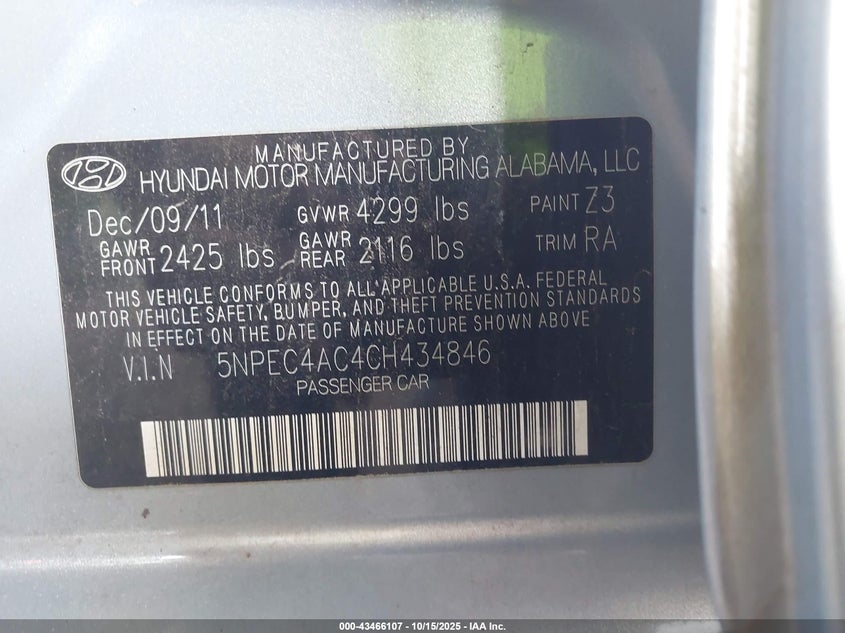 MANUFACTURED BY
HYUNDAI MOTOR MANUFACTURING ALABAMA, LLC
Dec/09/11 GVWR 4299 lbs PAINT Z3
GAWR FRONT 2425 lbs GAWR REAR 2116 lbs TRIM RA
THIS VEHICLE CONFORMS TO ALL APPLICABLE U.S.A. FEDERAL
MOTOR VEHICLE SAFETY, BUMPER, AND THEFT PREVENTION STANDARDS
IN EFFECT ON THE DATE OF MANUFACTURE SHOWN ABOVE
V.I.N 5NPEC4AC4CH434846
PASSENGER CAR
000-43466107 - 10/15/2025 - IAA Inc.